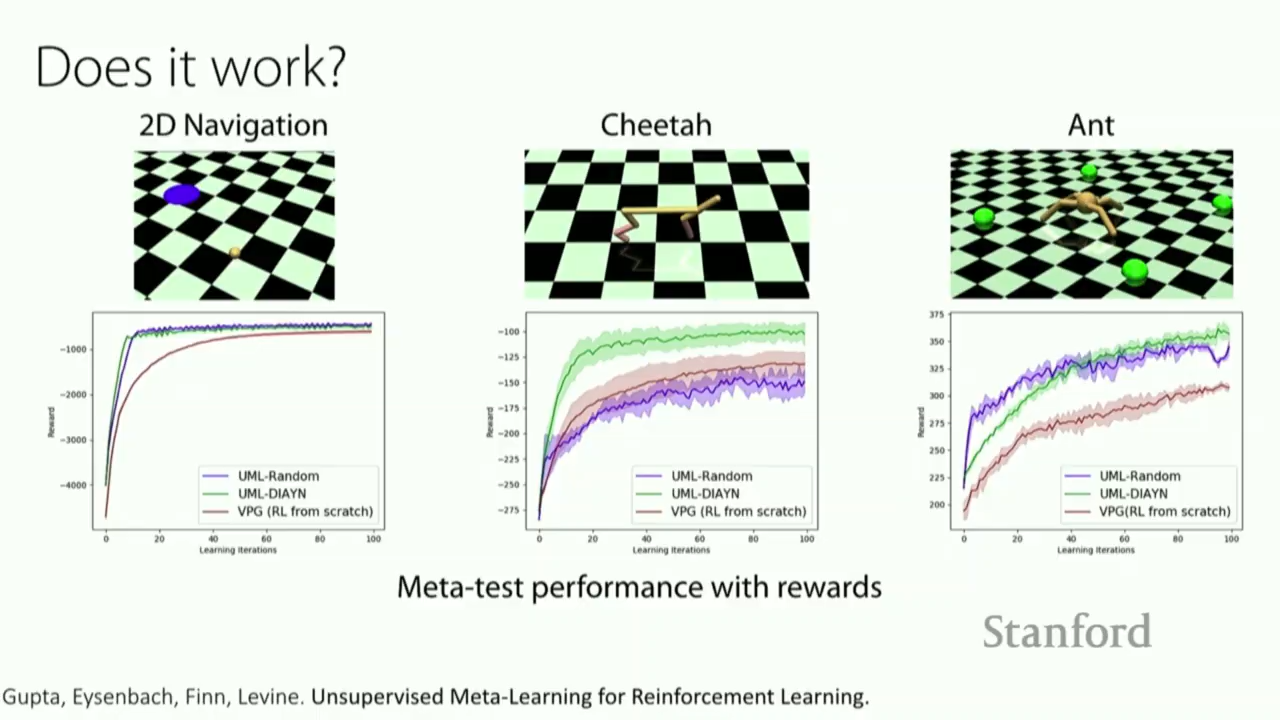 Does it work?
2D Navigation
Cheetah
Ant
-1000
-2000
-3000
-4000
Reward
0 20 40 60 80 100
Learning Iterations
UML-Random
UML-DIAYN
VPG (RL from scratch)
-100
-125
-150
-175
-200
-225
-250
-275
Reward
0 20 40 60 80 100
Learning Iterations
UML-Random
UML-DIAYN
VPG (RL from scratch)
375
350
325
300
275
250
225
200
Reward
0 20 40 60 80 100
Learning Iterations
UML-Random
UML-DIAYN
VPG(RL from scratch)
Meta-test performance with rewards
Stanford
Gupta, Eysenbach, Finn, Levine. Unsupervised Meta-Learning for Reinforcement Learning.